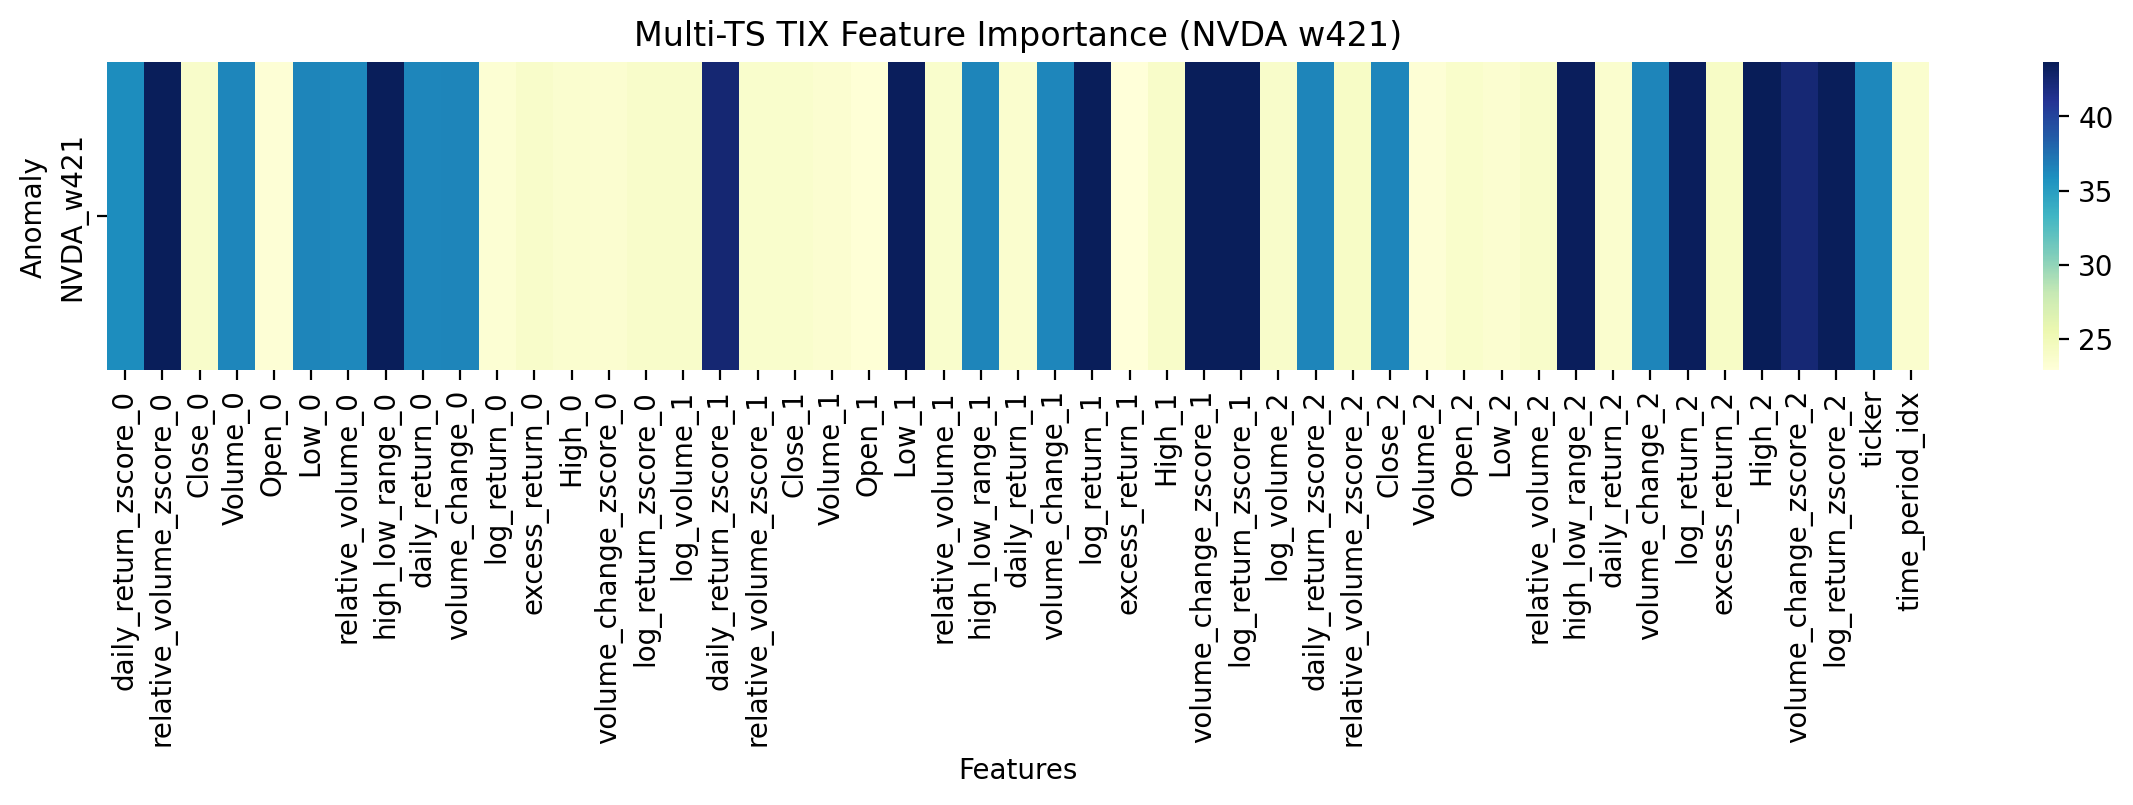 Multi-TS TIX Feature Importance (NVDA w421)
Anomaly
NVDA_w421
40
35
30
25
daily_return_zscore_0
relative_volume_zscore_0
Close_0
Volume_0
Open_0
Low_0
relative_volume_0
high_low_range_0
daily_return_0
volume_change_0
log_return_0
excess_return_0
High_0
volume_change_zscore_0
log_return_zscore_0
log_volume_1
daily_return_zscore_1
relative_volume_zscore_1
Close_1
Volume_1
Open_1
Low_1
relative_volume_1
high_low_range_1
daily_return_1
volume_change_1
log_return_1
excess_return_1
High_1
volume_change_zscore_1
log_return_zscore_1
log_volume_2
daily_return_zscore_2
relative_volume_zscore_2
Close_2
Volume_2
Open_2
Low_2
relative_volume_2
high_low_range_2
daily_return_2
volume_change_2
log_return_2
excess_return_2
High_2
volume_change_zscore_2
log_return_zscore_2
ticker
time_period_idx
Features